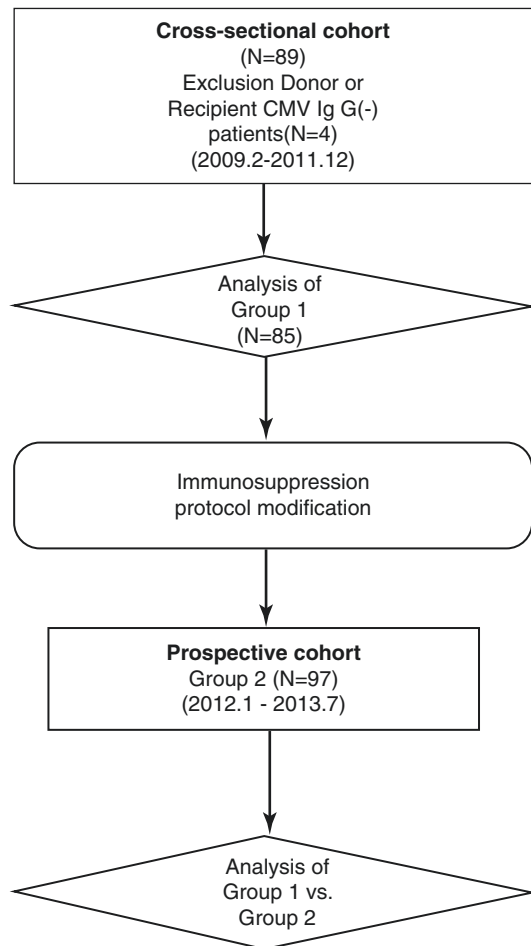 Cross-sectional cohort
(N=89)
Exclusion Donor or
Recipient CMV Ig G(-)
patients(N=4)
(2009.2-2011.12)
Analysis of
Group 1
(N=85)
Immunosuppression
protocol modification
Prospective cohort
Group 2 (N=97)
(2012.1 - 2013.7)
Analysis of
Group 1 vs.
Group 2